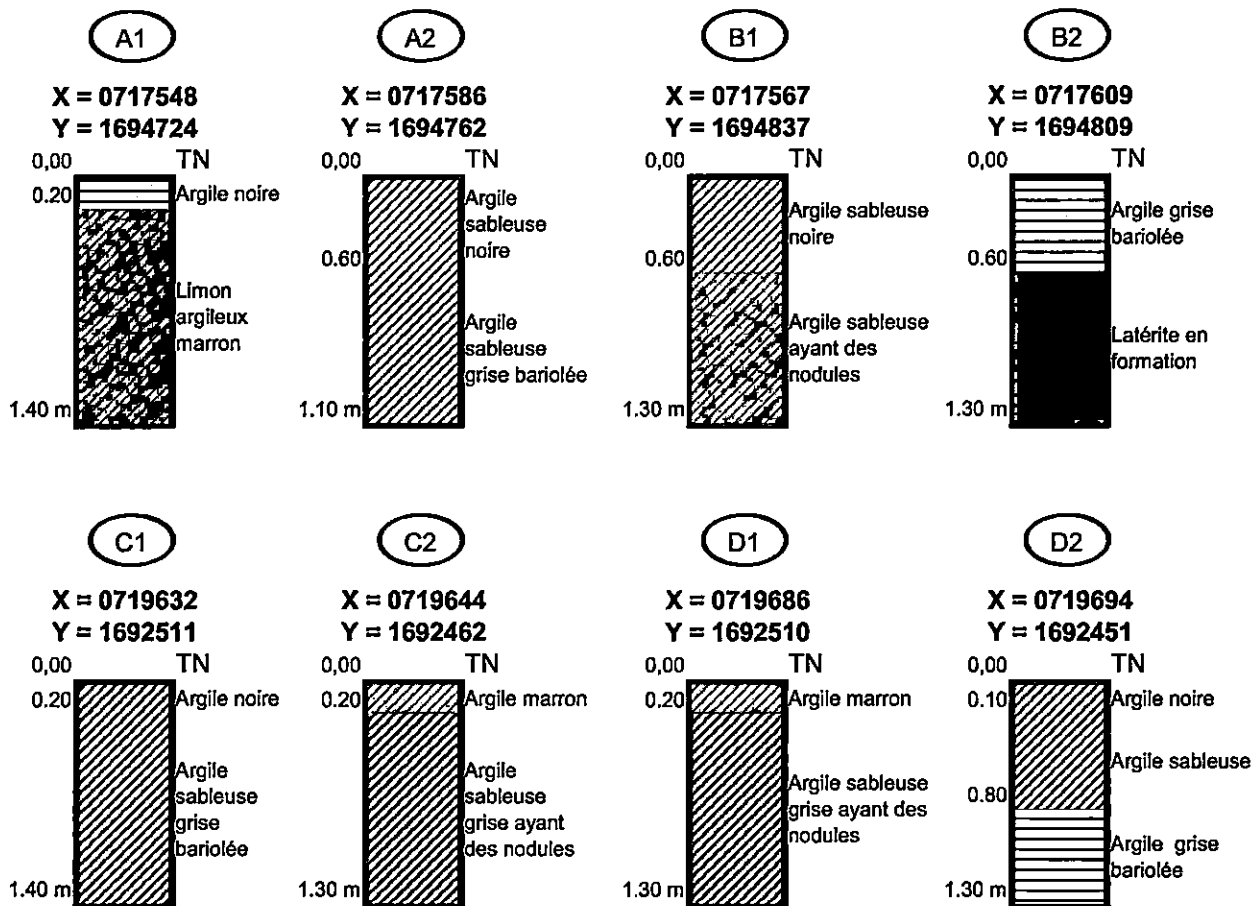 A1
X = 0717548
Y = 1694724
0,00 TN
0.20 Argile noire
Limon
argileux
marron
1.40 m
A2
X = 0717586
Y = 1694762
0,00 TN
Argile
sableuse
noire
0.60
Argile
sableuse
grise bariolée
1.10 m
B1
X = 0717567
Y = 1694837
0,00 TN
Argile sableuse
noire
0.60
Argile sableuse
ayant des
nodules
1.30 m
B2
X = 0717609
Y = 1694809
0,00 TN
Argile grise
bariolée
0.60
Latérite en
formation
1.30 m
C1
X = 0719632
Y = 1692511
0,00 TN
0.20 Argile noire
Argile
sableuse
grise
bariolée
1.40 m
C2
X = 0719644
Y = 1692462
0,00 TN
0.20 Argile marron
Argile
sableuse
grise ayant
des nodules
1.30 m
D1
X = 0719686
Y = 1692510
0,00 TN
0.20 Argile marron
Argile sableuse
grise ayant des
nodules
1.30 m
D2
X = 0719694
Y = 1692451
0,00 TN
0.10 Argile noire
Argile sableuse
0.80
Argile grise
bariolée
1.30 m